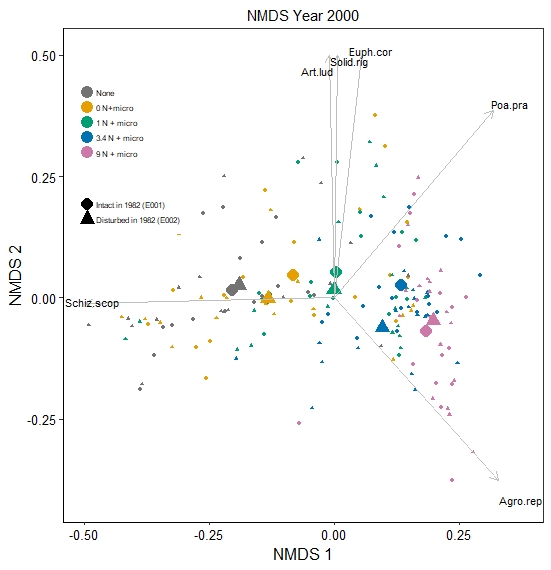 NMDS Year 2000
Euph.cor
Solid.rig
Art.lud
Poa.pra
None
0 N+micro
1 N + micro
3.4 N + micro
9 N + micro
Intact in 1982 (E001)
Disturbed in 1982 (E002)
Schiz.scop
Agro.rep
0.50
0.25
0.00
-0.25
NMDS 2
-0.50
-0.25
0.00
0.25
NMDS 1